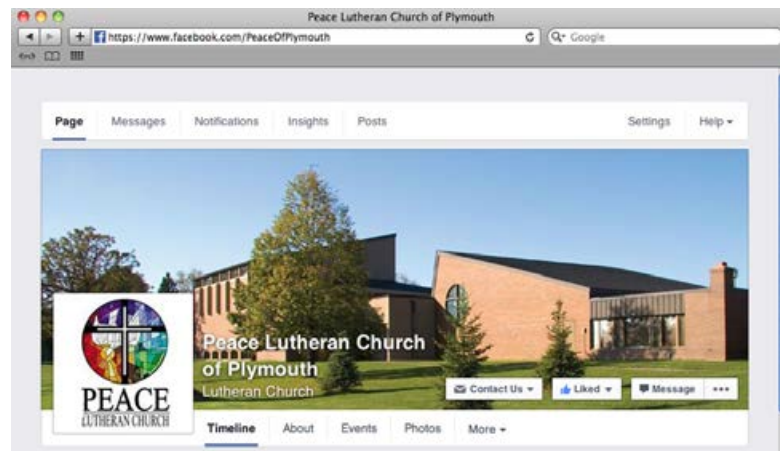 Peace Lutheran Church of Plymouth
https://www.facebook.com/PeaceOfPlymouth
Google
Page Messages Notifications Insights Posts Settings Help
Peace Lutheran Church
of Plymouth
Lutheran Church
Contact Us Liked Message
PEACE
LUTHERAN CHURCH
Timeline About Events Photos More